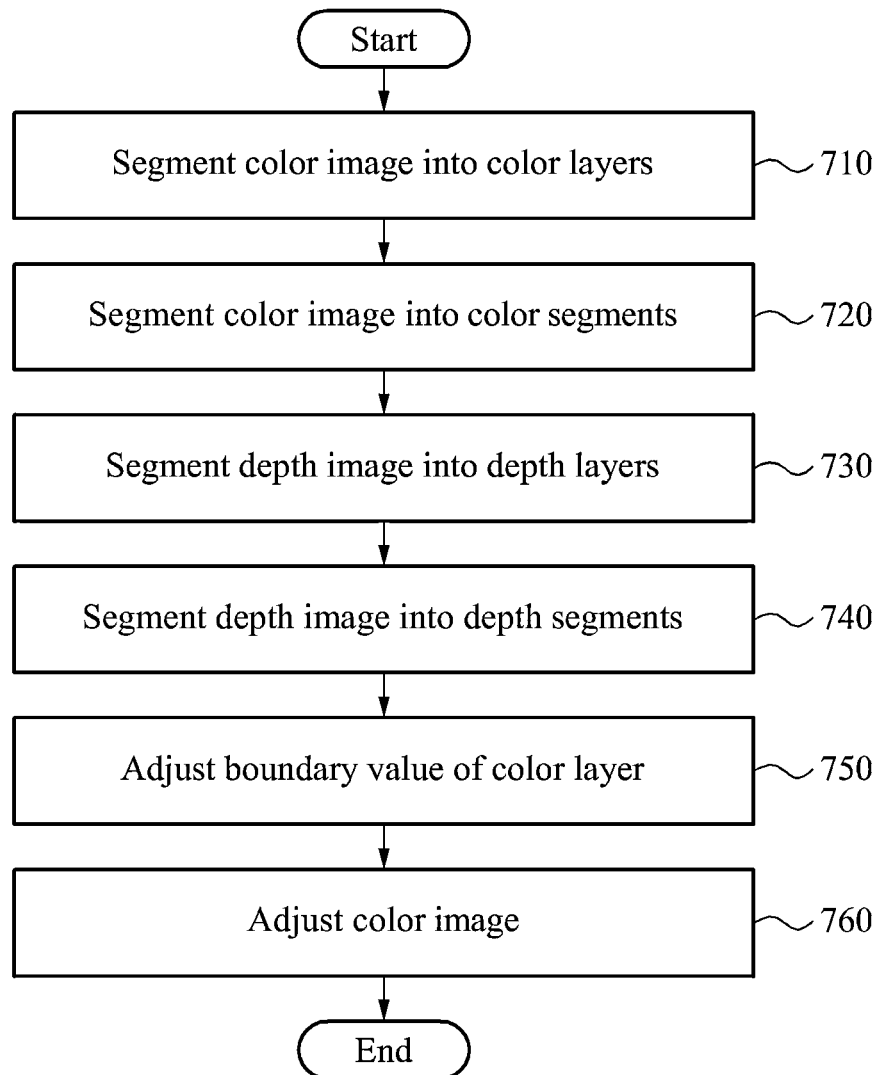 Start
Segment color image into color layers 710
Segment color image into color segments 720
Segment depth image into depth layers 730
Segment depth image into depth segments 740
Adjust boundary value of color layer 750
Adjust color image 760
End